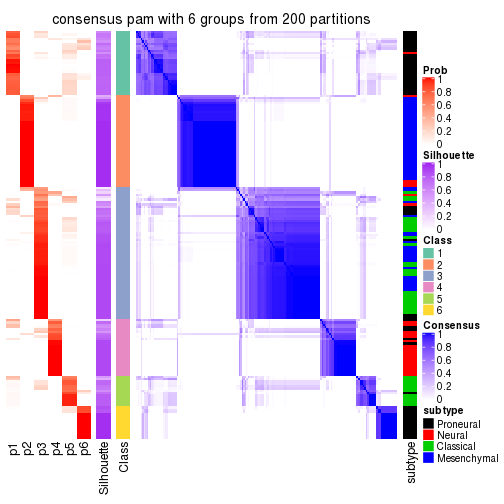 consensus pam with 6 groups from 200 partitions
Prob
1
0.8
0.6
0.4
0.2
0
Silhouette
1
0.8
0.6
0.4
0.2
0
Class
1
2
3
4
5
6
Consensus
1
0.8
0.6
0.4
0.2
0
subtype
Proneural
Neural
Classical
Mesenchymal
p1
p2
p3
p4
p5
p6
Silhouette
Class
subtype